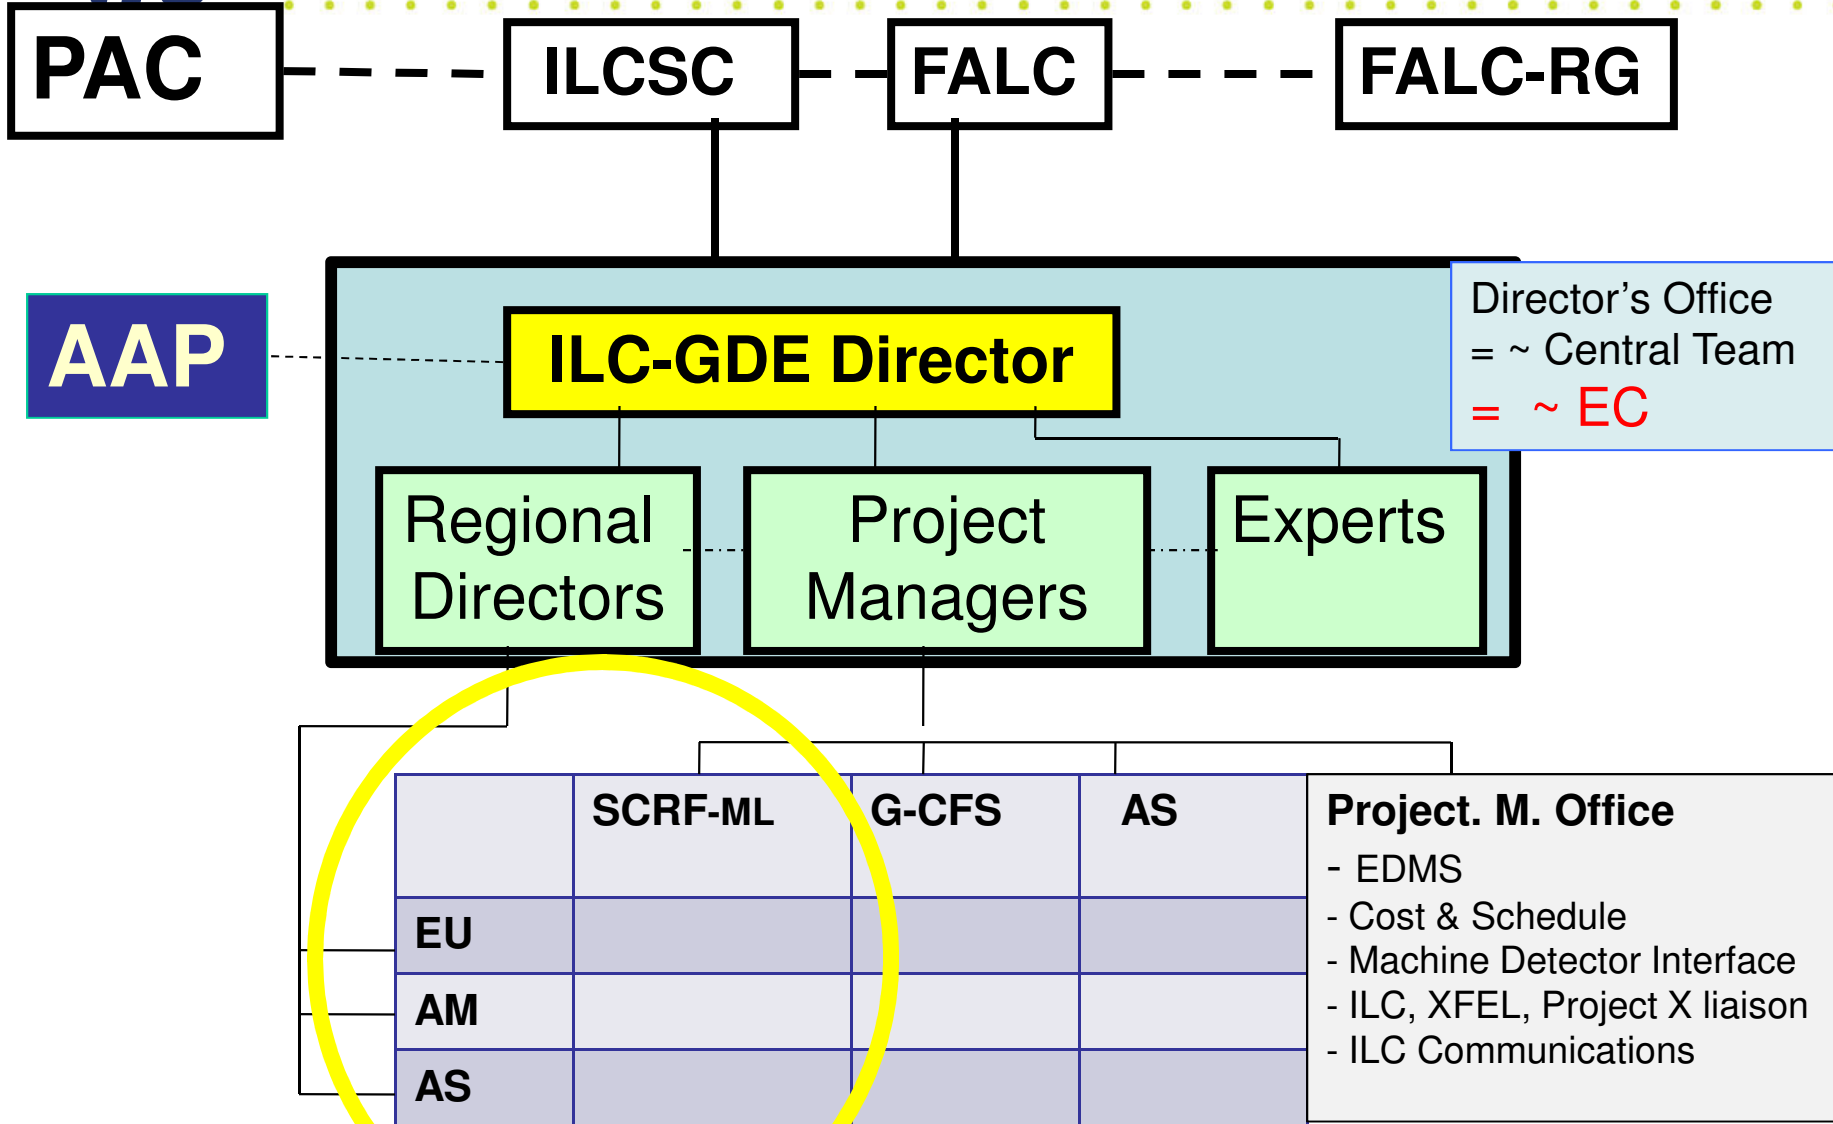 PAC
ILCSC
FALC
FALC-RG
AAP
ILC-GDE Director
Director's Office
= ~ Central Team
= ~ EC
Regional
Directors
Project
Managers
Experts
SCRF-ML
G-CFS
AS
EU
AM
AS
Project. M. Office
- EDMS
- Cost & Schedule
- Machine Detector Interface
- ILC, XFEL, Project X liaison
- ILC Communications